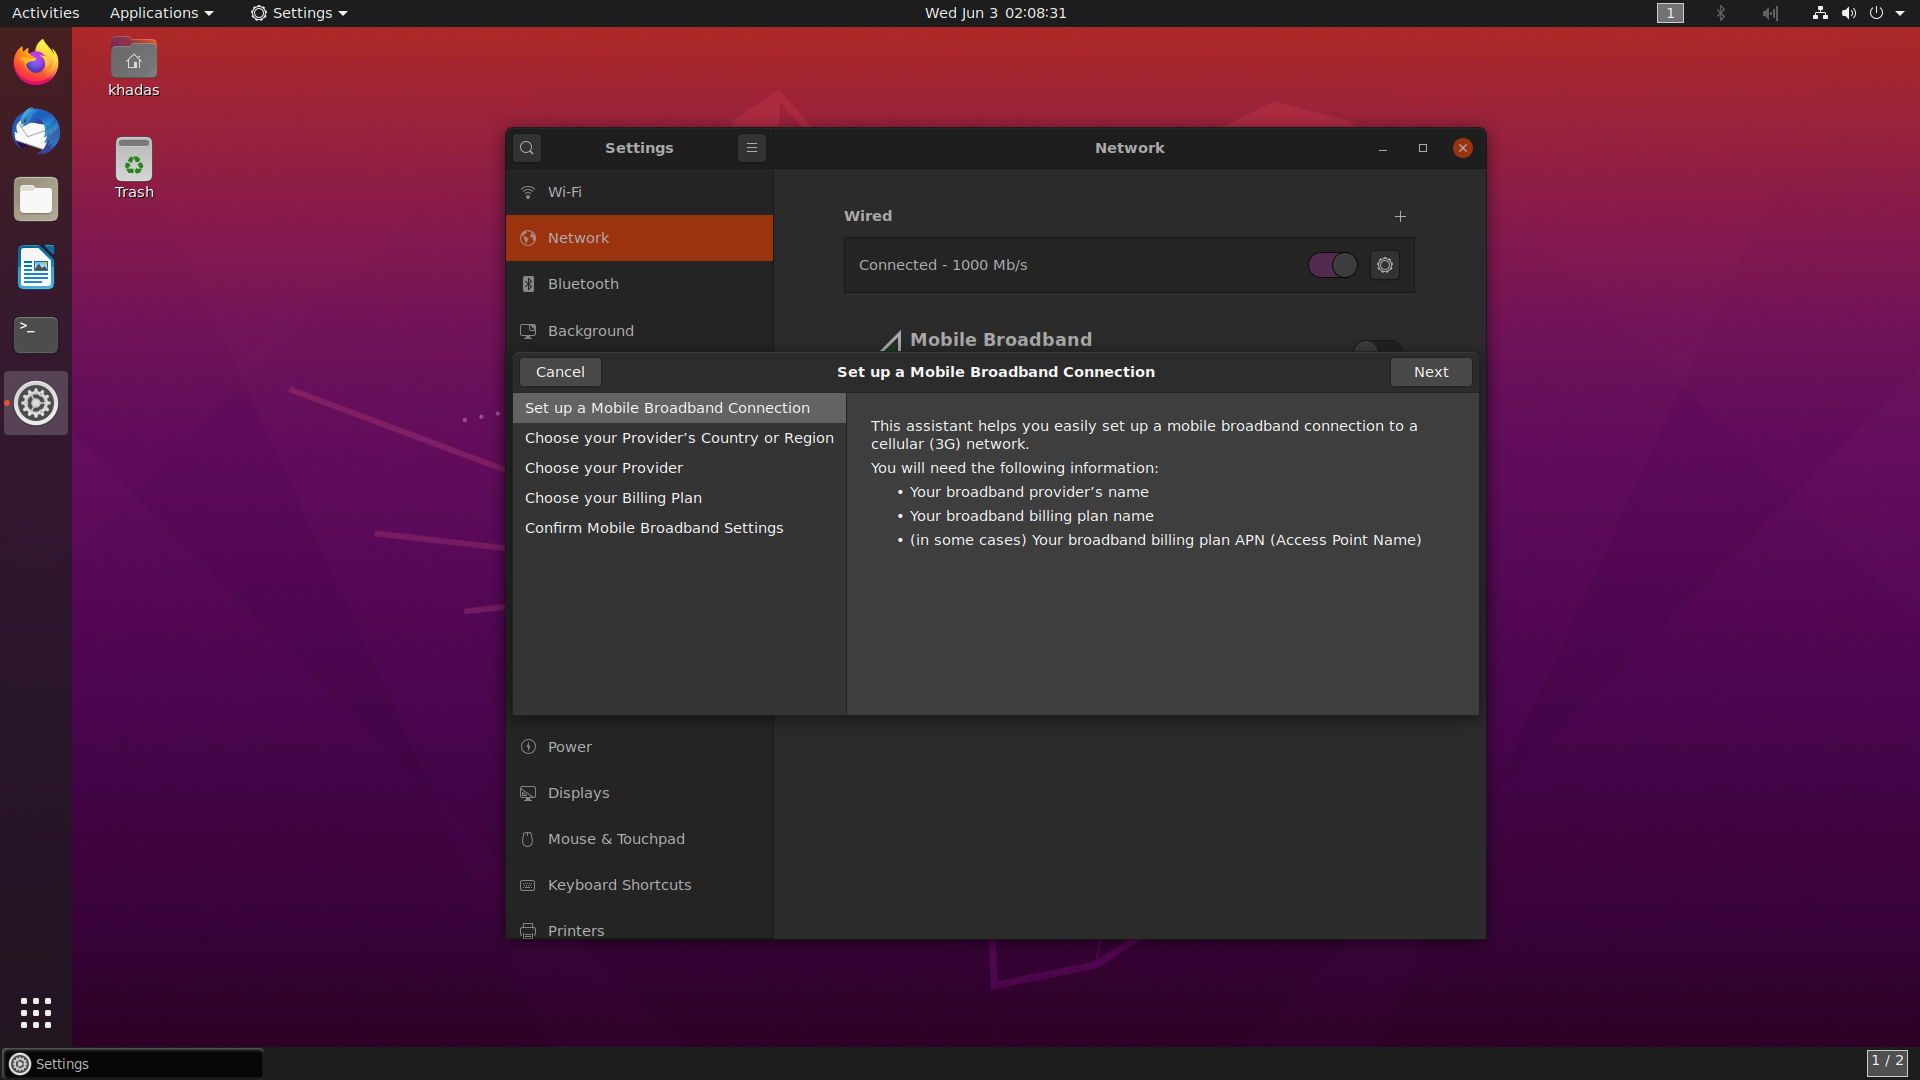 Activities
Applications
Settings
Wed Jun 3 02:08:31
1
khadas
Trash
Settings
Network
Wi-Fi
Network
Bluetooth
Background
Wired
Connected - 1000 Mb/s
Mobile Broadband
Cancel
Set up a Mobile Broadband Connection
Next
Set up a Mobile Broadband Connection
Choose your Provider’s Country or Region
Choose your Provider
Choose your Billing Plan
Confirm Mobile Broadband Settings
This assistant helps you easily set up a mobile broadband connection to a
cellular (3G) network.
You will need the following information:
• Your broadband provider’s name
• Your broadband billing plan name
• (in some cases) Your broadband billing plan APN (Access Point Name)
Power
Displays
Mouse & Touchpad
Keyboard Shortcuts
Printers
Settings
1 / 2